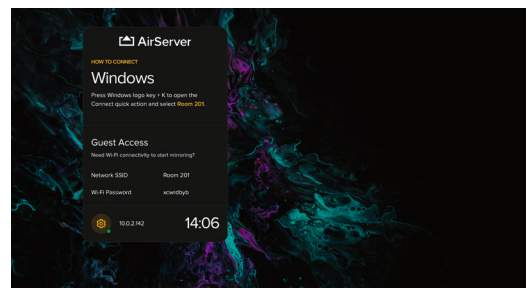 AirServer
HOW TO CONNECT
Windows
Press Windows logo key + K to open the
Connect quick action and select Room 201.
Guest Access
Need Wi-Fi connectivity to start mirroring?
Network SSID Room 201
Wi-Fi Password xcwrdbyb
10.0.2.142 14:06